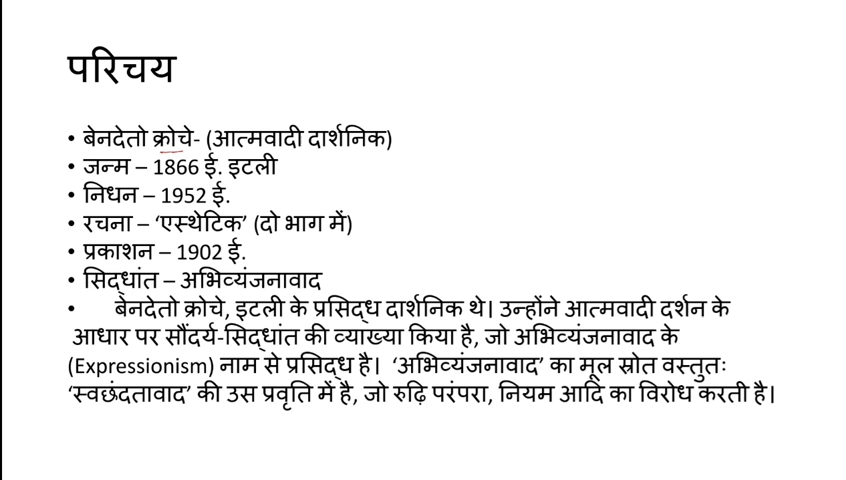 परिचय
• बेनदेतो क्रोचे- (आत्मवादी दार्शनिक)
• जन्म – 1866 ई. इटली
• निधन – 1952 ई.
• रचना – ‘एस्थेटिक’ (दो भाग में)
• प्रकाशन – 1902 ई.
• सिद्धांत – अभिव्यंजनावाद
• बेनदेतो क्रोचे, इटली के प्रसिद्ध दार्शनिक थे। उन्होंने आत्मवादी दर्शन के
आधार पर सौंदर्य-सिद्धांत की व्याख्या किया है, जो अभिव्यंजनावाद के
(Expressionism) नाम से प्रसिद्ध है। ‘अभिव्यंजनावाद’ का मूल स्रोत वस्तुतः
‘स्वछंदतावाद’ की उस प्रवृति में है, जो रुढ़ि परंपरा, नियम आदि का विरोध करती है।